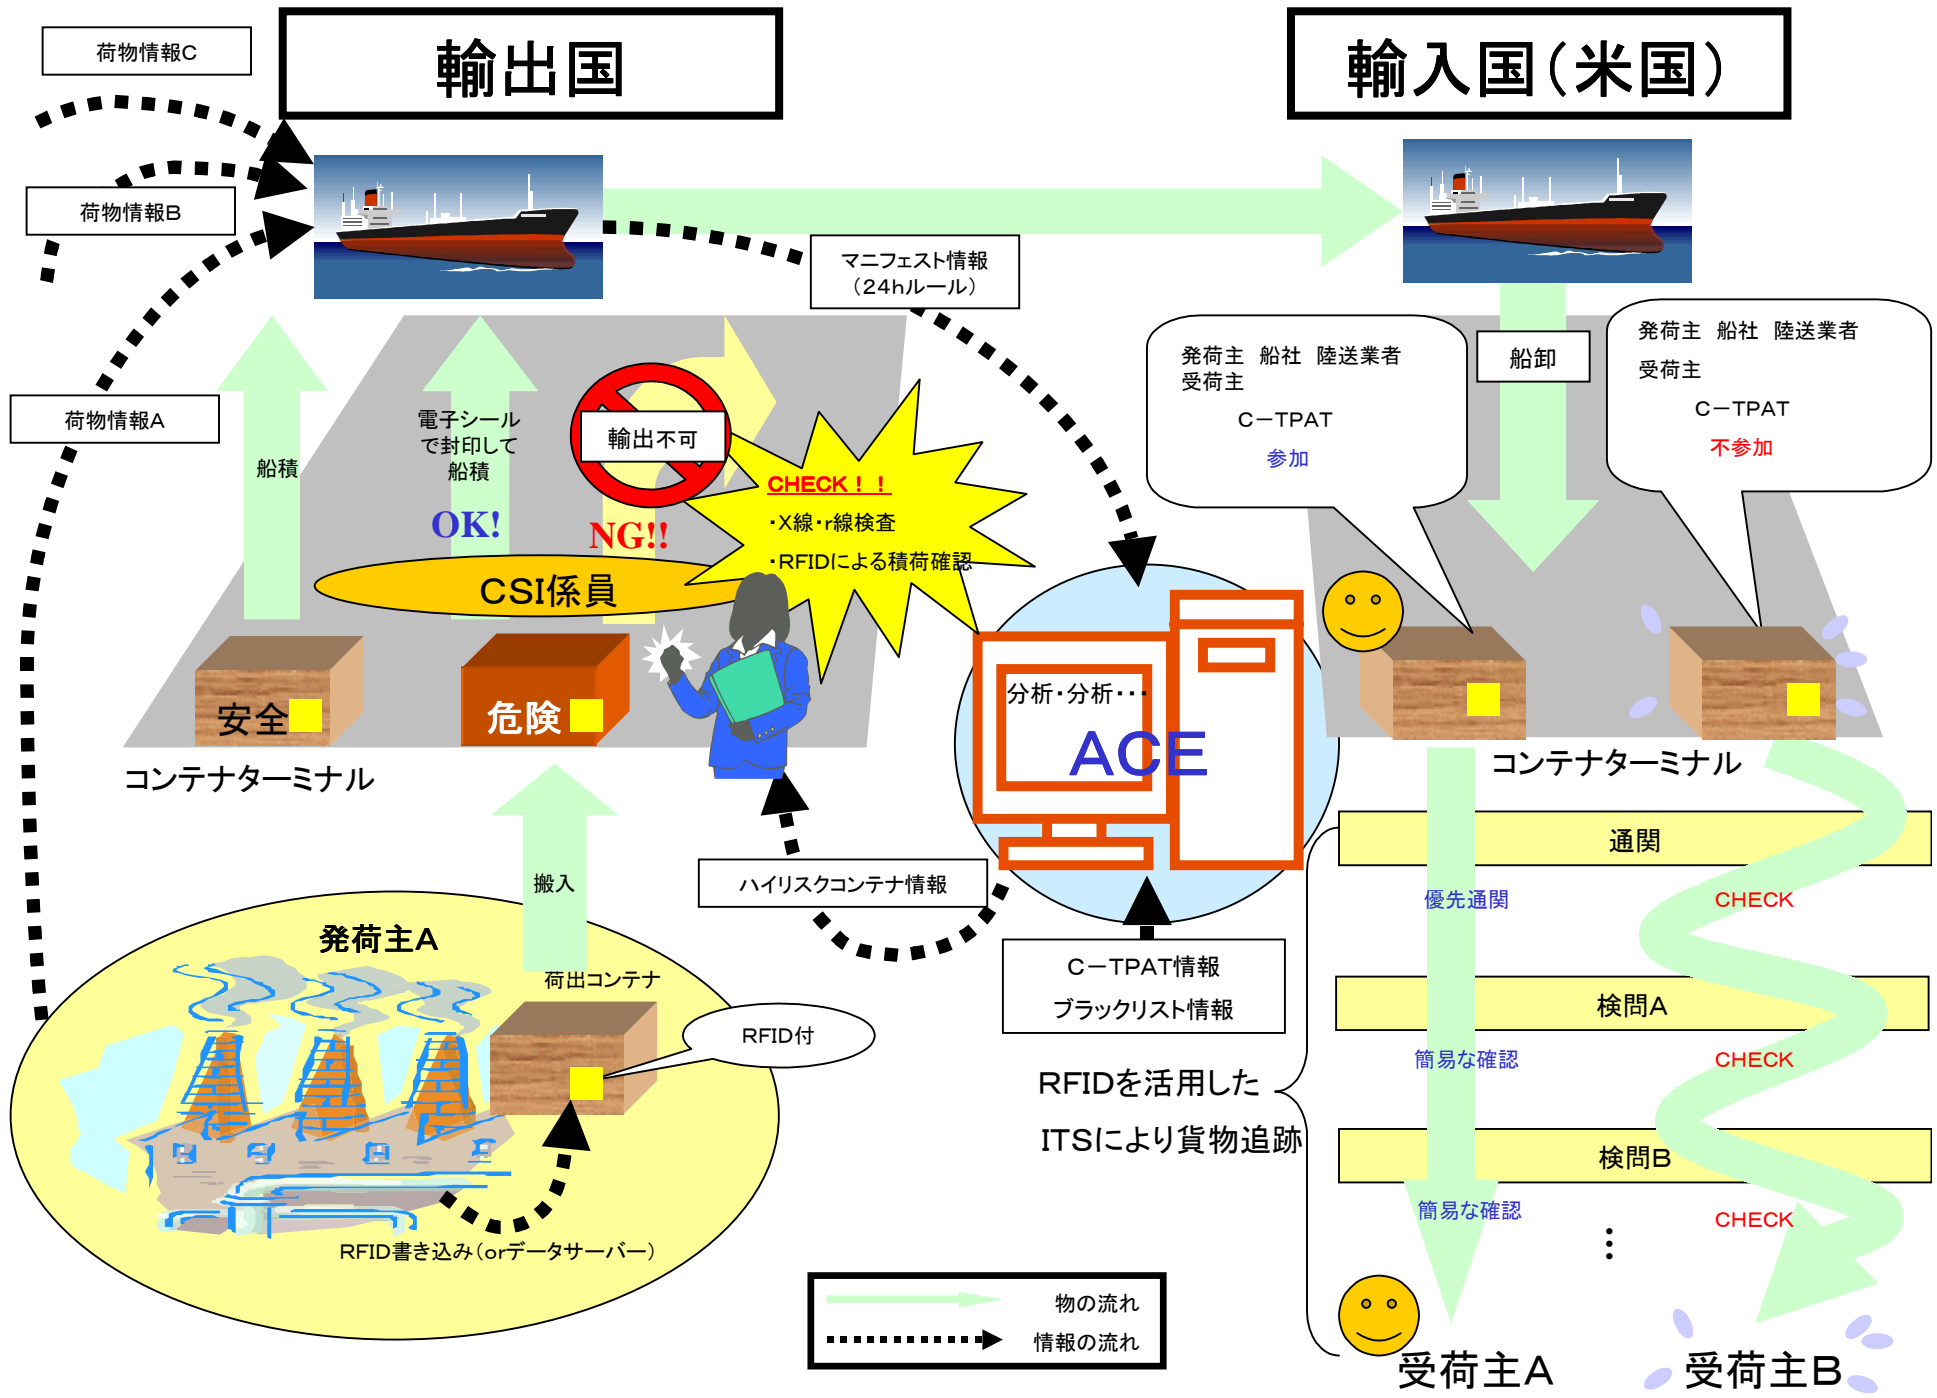 荷物情報C
輸出国
輸入国(米国)
荷物情報B
マニフェスト情報
(24hルール)
荷物情報A
船積
電子シール
で封印して
船積
OK!
輸出不可
NG!!
CHECK!!
・X線・r線検査
・RFIDによる積荷確認
CSI係員
安全
危険
コンテナターミナル
発荷主 船社 陸送業者
受荷主
C-TPAT
参加
船卸
発荷主 船社 陸送業者
受荷主
C-TPAT
不参加
分析・分析・・・
ACE
コンテナターミナル
搬入
ハイリスクコンテナ情報
C-TPAT情報
ブラックリスト情報
発荷主A
荷出コンテナ
RFID付
RFID書き込み(orデータサーバー)
RFIDを活用した
ITSにより貨物追跡
通関
優先通関
CHECK
検問A
簡易な確認
CHECK
検問B
簡易な確認
CHECK
…
物の流れ
情報の流れ
受荷主A
受荷主B